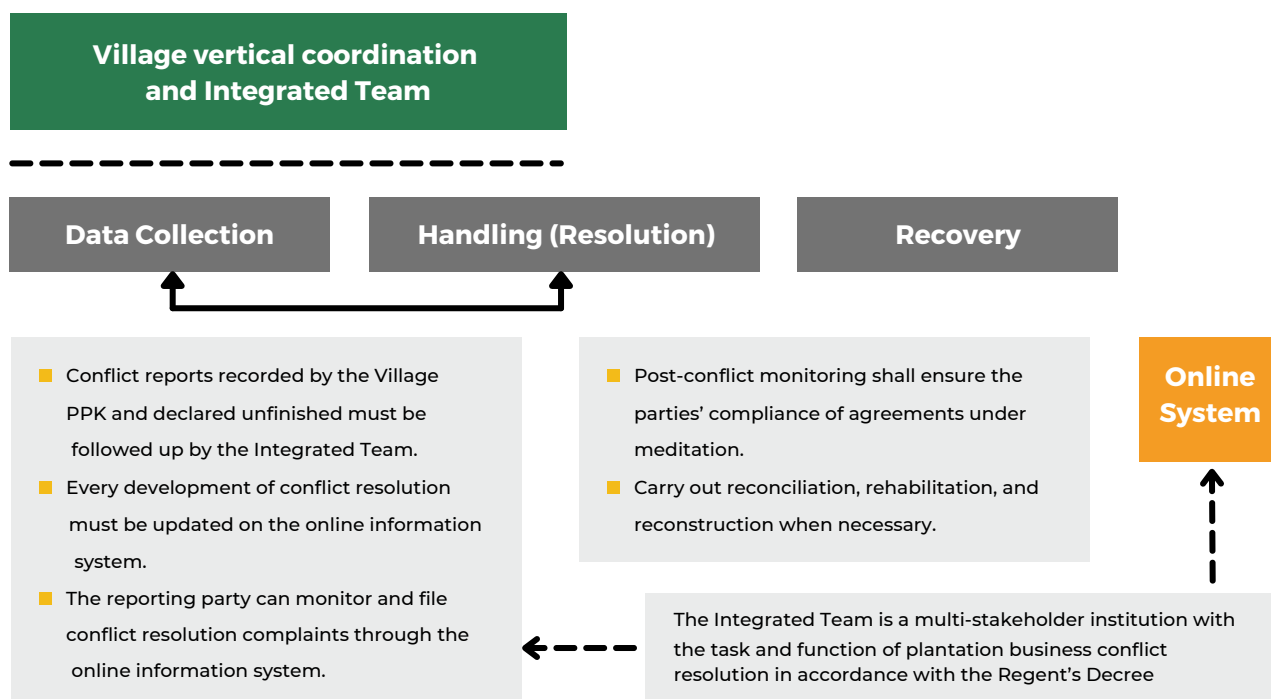 Village vertical coordination
and Integrated Team
Data Collection
Handling (Resolution)
Recovery
Conflict reports recorded by the Village
PPK and declared unfinished must be
followed up by the Integrated Team.
Every development of conflict resolution
must be updated on the online information
system.
The reporting party can monitor and file
conflict resolution complaints through the
online information system.
Post-conflict monitoring shall ensure the
parties' compliance of agreements under
meditation.
Carry out reconciliation, rehabilitation, and
reconstruction when necessary.
Online
System
The Integrated Team is a multi-stakeholder institution with
the task and function of plantation business conflict
resolution in accordance with the Regent's Decree